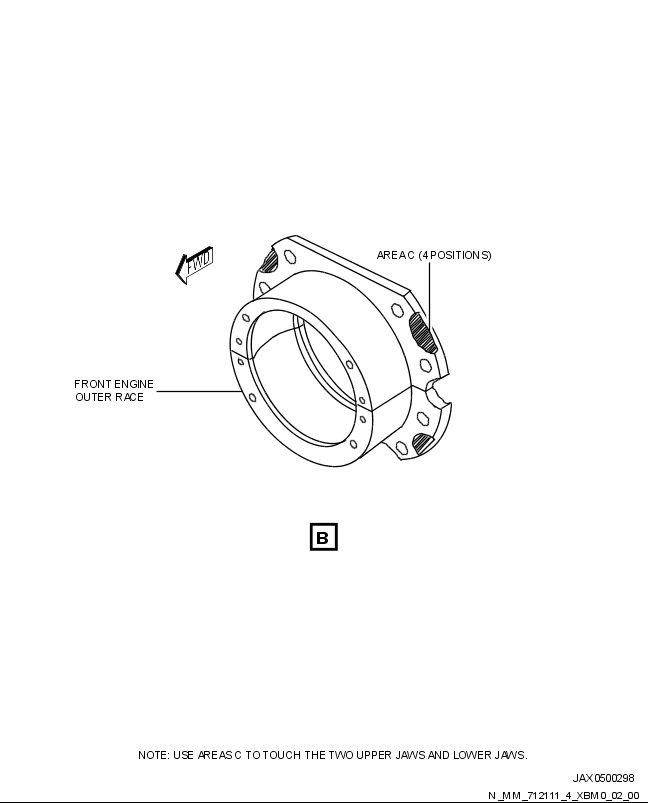 AREA C (4 POSITIONS)
FWD
FRONT ENGINE
OUTER RACE
B
NOTE: USE AREAS C TO TOUCH THE TWO UPPER JAWS AND LOWER JAWS.
JAX0500298
N_MM_712111_4_XBM0_02_00